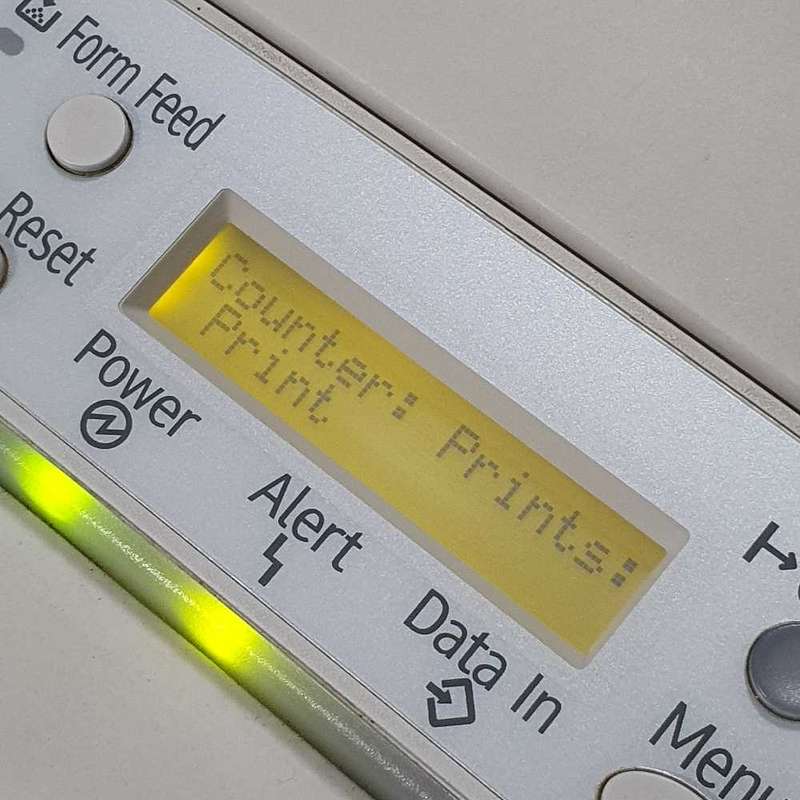 Form Feed
Reset
Counter: Prints:
Print
Power
Alert
Data In
Menu